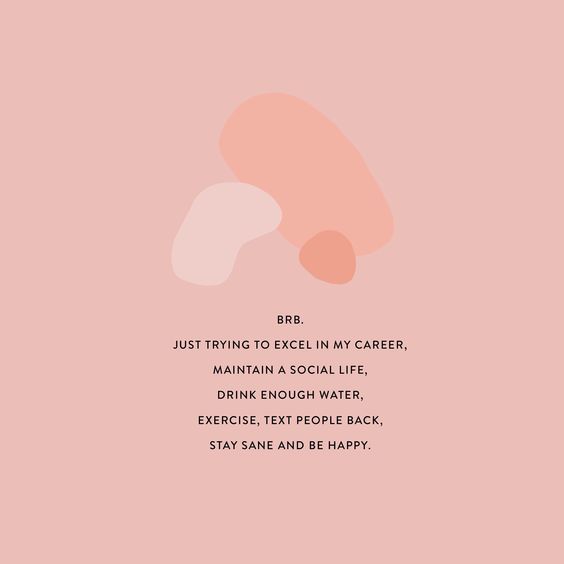 BRB.
JUST TRYING TO EXCEL IN MY CAREER,
MAINTAIN A SOCIAL LIFE,
DRINK ENOUGH WATER,
EXERCISE, TEXT PEOPLE BACK,
STAY SANE AND BE HAPPY.